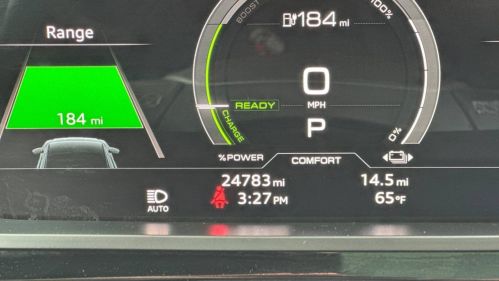 Range
184 mi
184 mi
100%
0
MPH
READY
CHARGE
P
0%
%POWER
COMFORT
24783 mi
14.5 mi
AUTO
3:27 PM
65°F